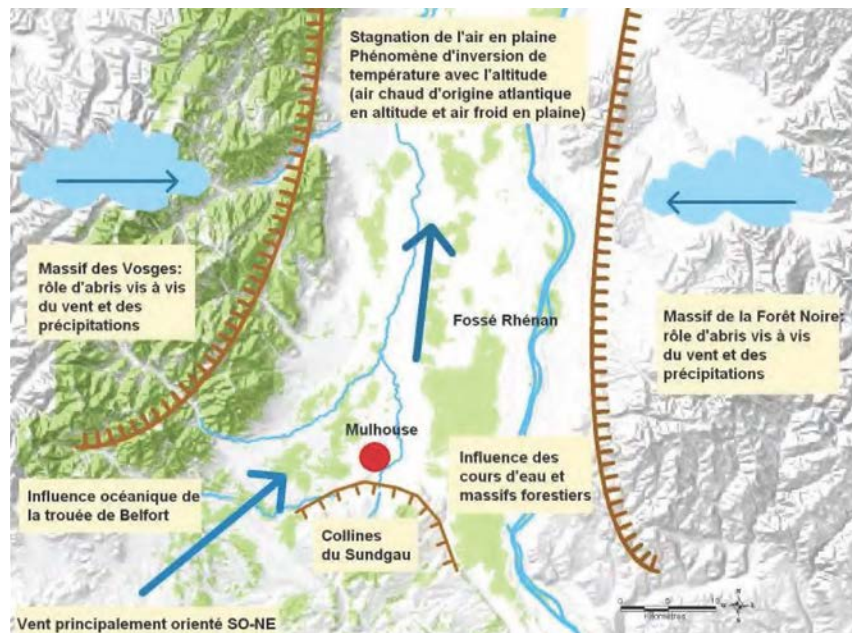 Stagnation de l'air en plaine
Phénomène d'inversion de
température avec l'altitude
(air chaud d'origine atlantique
en altitude et air froid en plaine)
Massif des Vosges:
rôle d'abris vis à vis
du vent et des
précipitations
Fossé Rhénan
Massif de la Forêt Noire:
rôle d'abris vis à vis
du vent et des
précipitations
Mulhouse
Influence des
cours d'eau et
massifs forestiers
Influence océanique de
la trouée de Belfort
Collines
du Sundgau
Vent principalement orienté SO-NE
Kilomètres